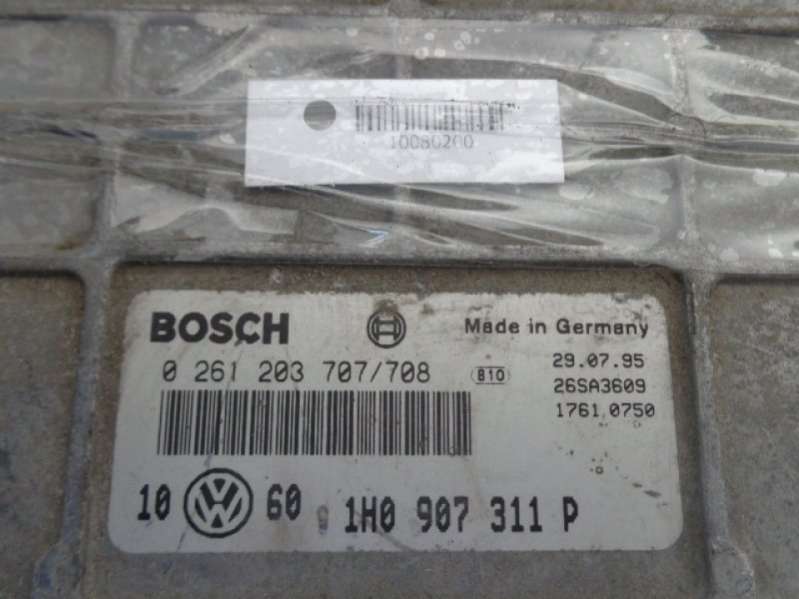 10080200
BOSCH
Made in Germany
0 261 203 707/708
810
29.07.95
26SA3609
1761.0750
10 VW 60 1H0 907 311 P